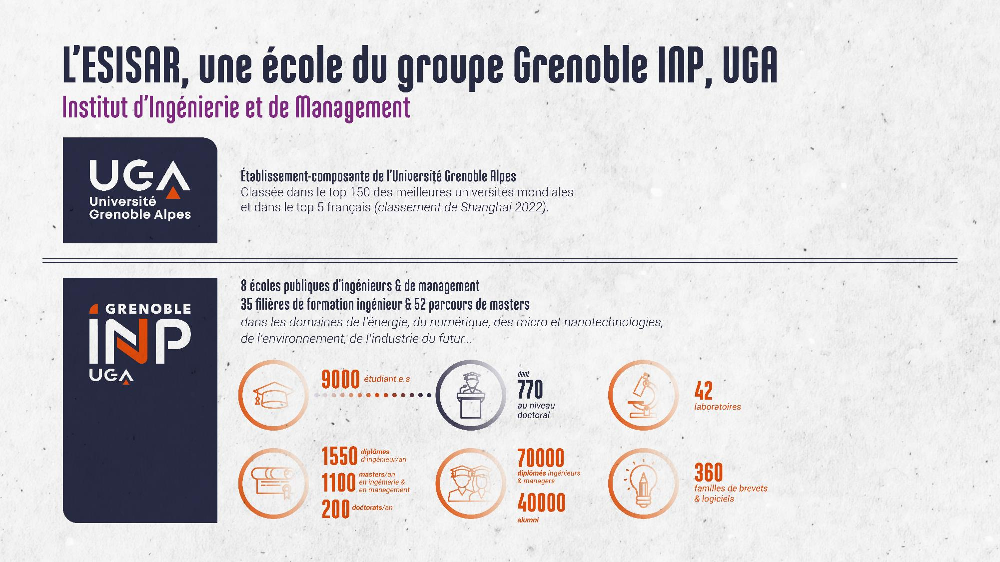 L'ESISAR, une école du groupe Grenoble INP, UGA
Institut d'Ingénierie et de Management
UGA
Université
Grenoble Alpes
Établissement-composante de l'Université Grenoble Alpes
Classée dans le top 150 des meilleures universités mondiales
et dans le top 5 français (classement de Shanghai 2022).
GRENOBLE
INP
UGA
8 écoles publiques d'ingénieurs & de management
35 filières de formation ingénieur & 52 parcours de masters
dans les domaines de l'énergie, du numérique, des micro et nanotechnologies,
de l'environnement, de l'industrie du futur...
9000 étudiant.e.s
dont
770
au niveau
doctoral
42
laboratoires
1550 diplômes
d'ingénieur/an
1100 masters/an
en ingénierie &
en management
200 doctorats/an
70000
diplômés ingénieurs
& managers
40000
alumni
360
familles de brevets
& logiciels